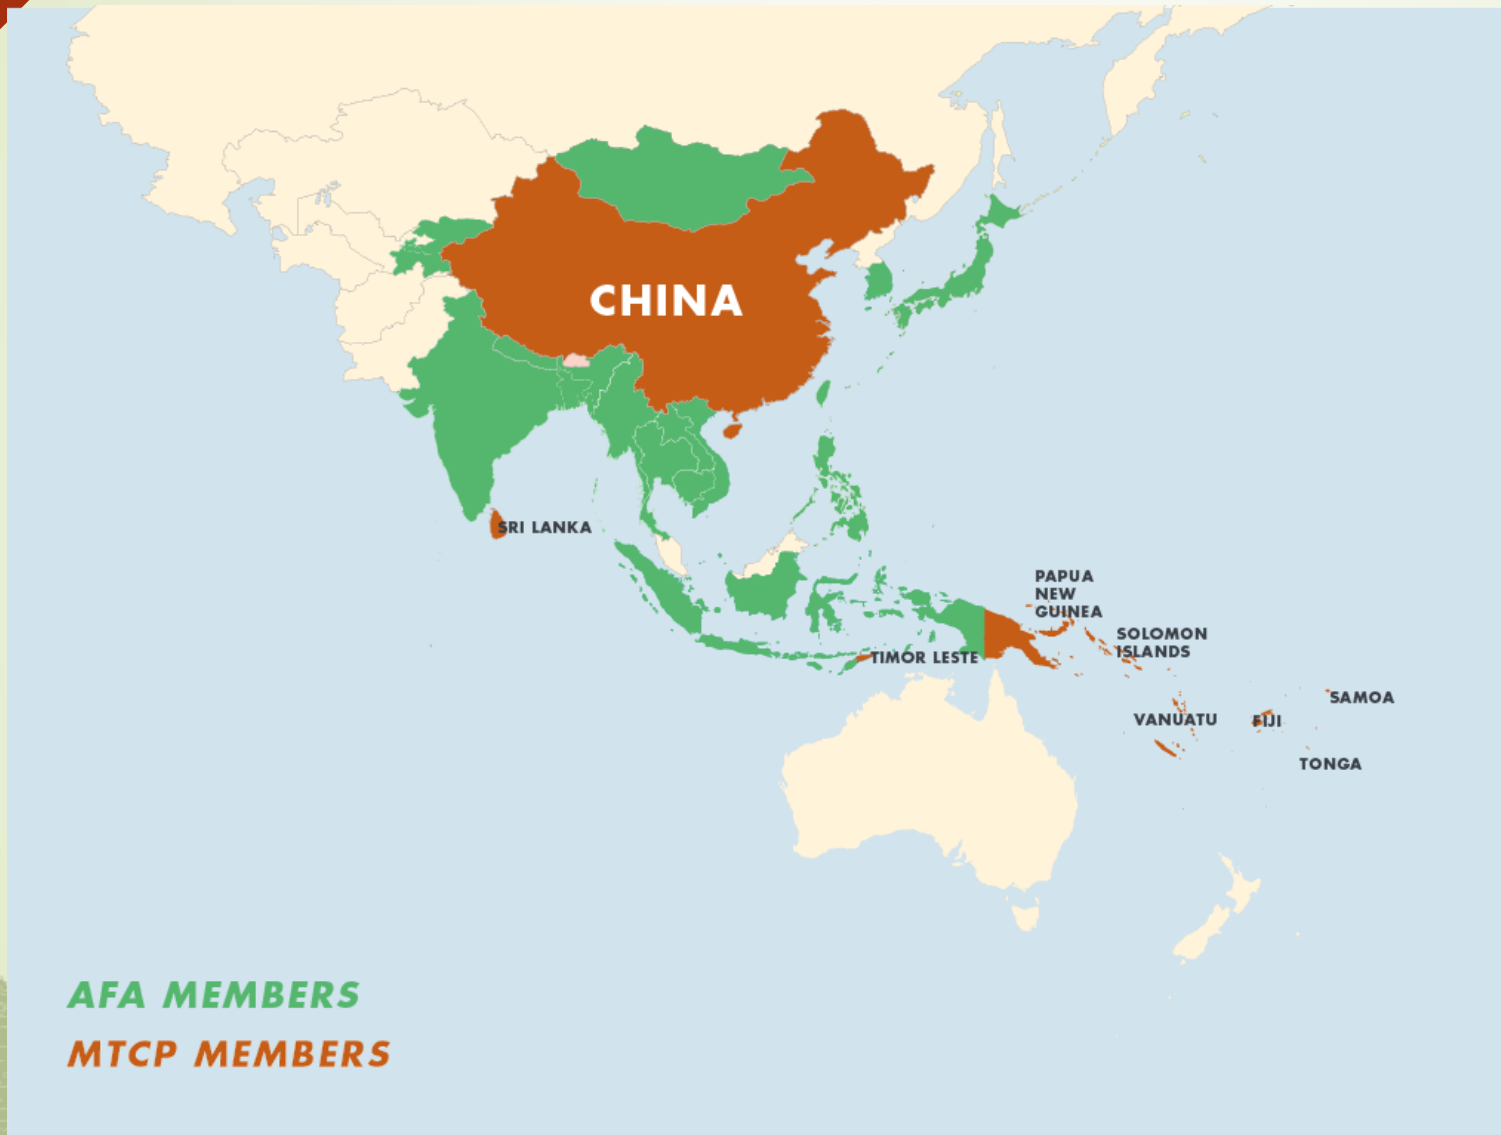 CHINA
SRI LANKA
PAPUA
NEW
GUINEA
SOLOMON
ISLANDS
TIMOR LESTE
SAMOA
VANUATU
FIJI
TONGA
AFA MEMBERS
MTCP MEMBERS